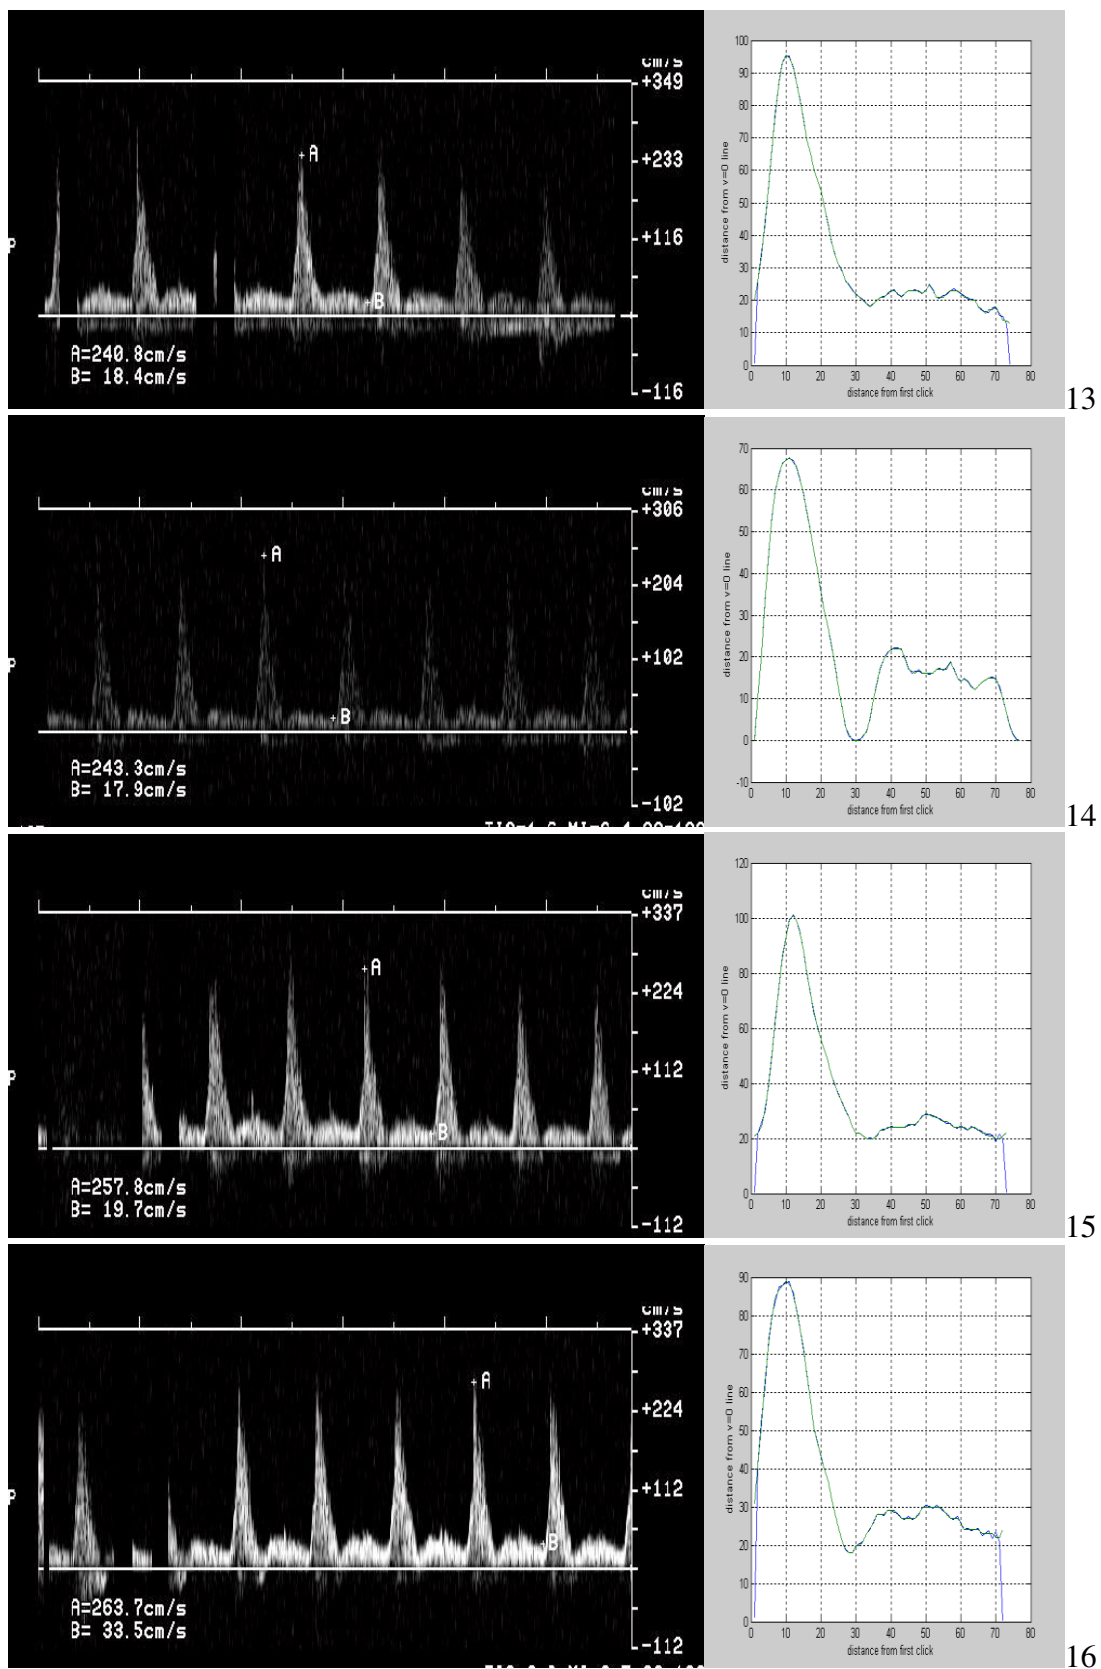 cm/s
+349
+233
+116
-116
A
B
A=240.8cm/s
B= 18.4cm/s
p
100
90
80
70
60
50
40
30
20
10
0
0 10 20 30 40 50 60 70 80
distance from v=0 line
distance from first click
13
cm/s
+306
+204
+102
-102
A
B
A=243.3cm/s
B= 17.9cm/s
p
70
60
50
40
30
20
10
0
-10
0 10 20 30 40 50 60 70 80
distance from v=0 line
distance from first click
14
cm/s
+337
+224
+112
-112
A
B
A=257.8cm/s
B= 19.7cm/s
p
120
100
80
60
40
20
0
0 10 20 30 40 50 60 70 80
distance from v=0 line
distance from first click
15
cm/s
+337
+224
+112
-112
A
B
A=263.7cm/s
B= 33.5cm/s
p
90
80
70
60
50
40
30
20
10
0
0 10 20 30 40 50 60 70 80
distance from v=0 line
distance from first click
16